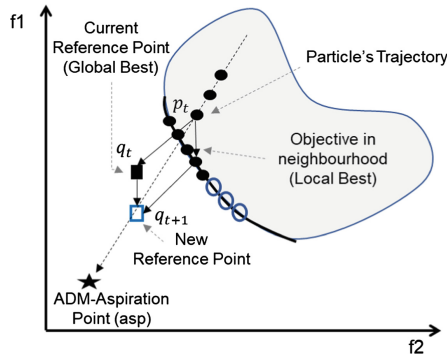 f1
Current
Reference Point
(Global Best)
Particle's Trajectory
p_t
q_t
Objective in
neighbourhood
(Local Best)
q_{t+1}
New
Reference Point
ADM-Aspiration
Point (asp)
f2